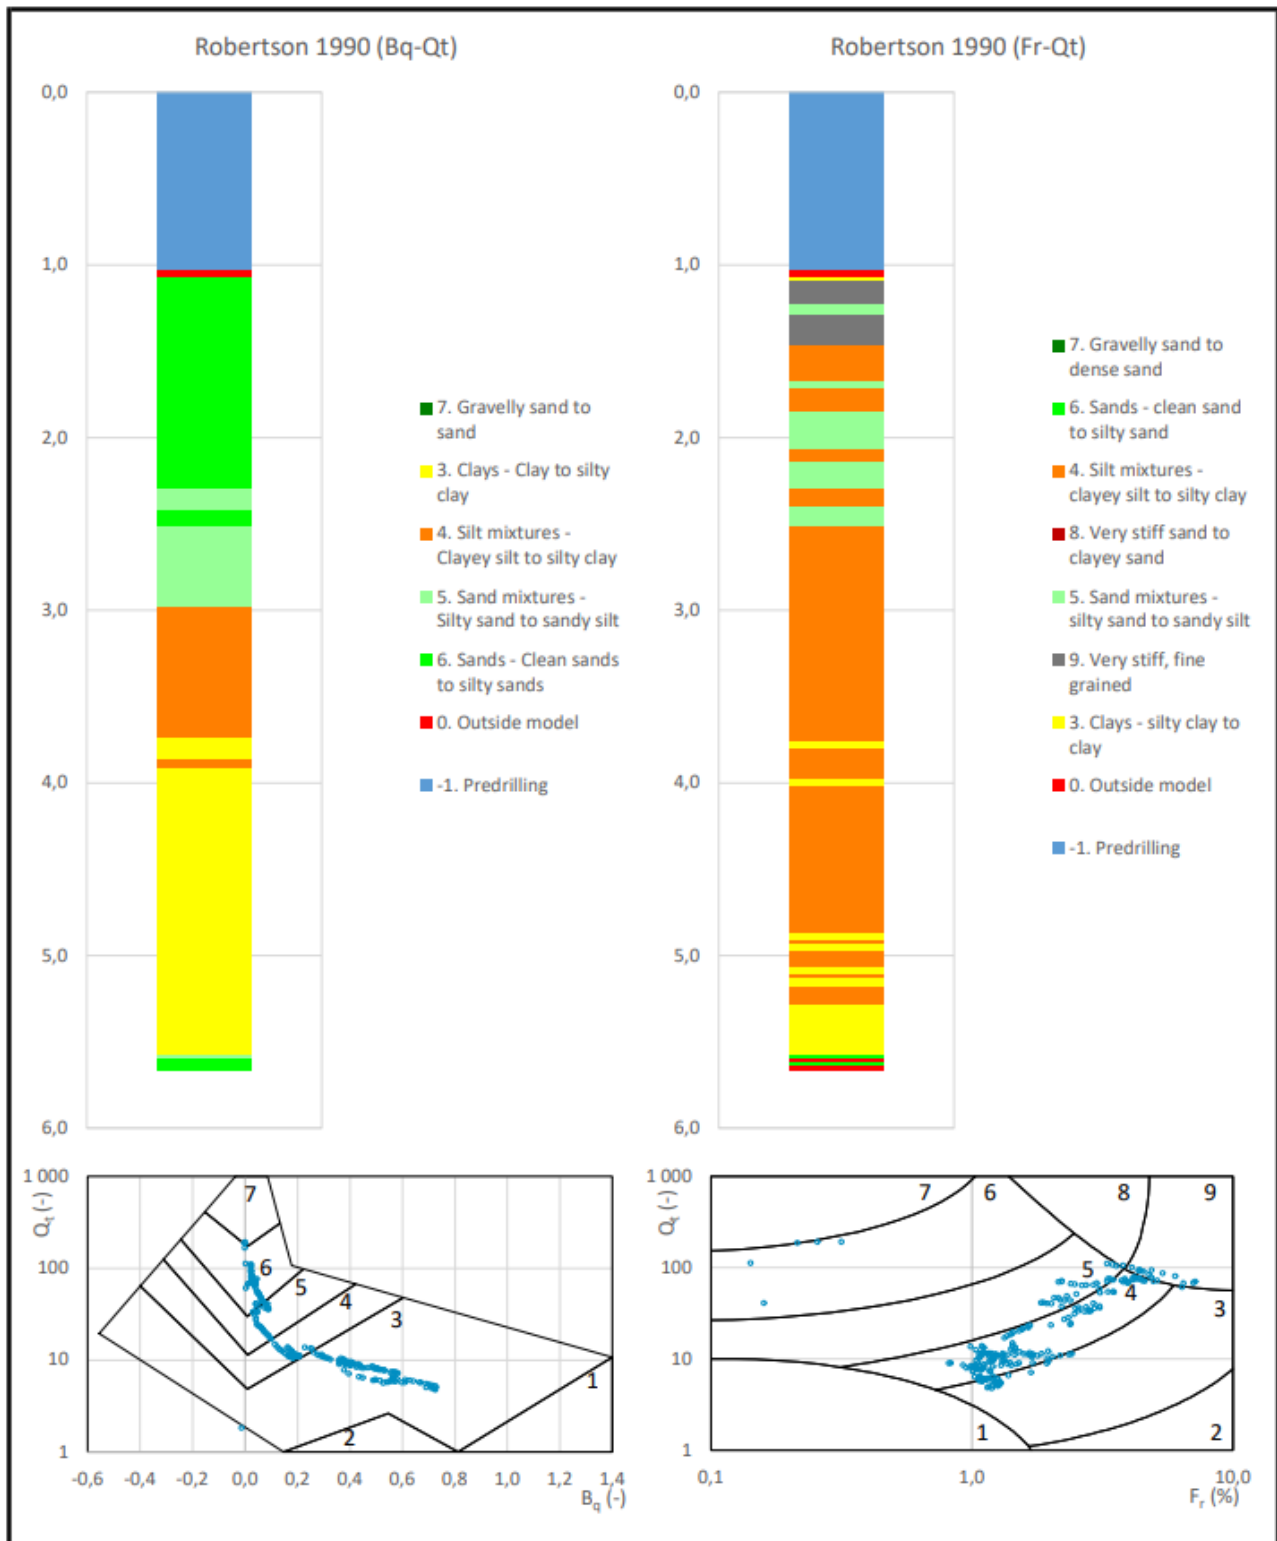 Robertson 1990 (Bq-Qt)
0,0
1,0
2,0
3,0
4,0
5,0
6,0
7. Gravelly sand to
sand
3. Clays - Clay to silty
clay
4. Silt mixtures -
Clayey silt to silty clay
5. Sand mixtures -
Silty sand to sandy silt
6. Sands - Clean sands
to silty sands
0. Outside model
-1. Predrilling
Robertson 1990 (Fr-Qt)
0,0
1,0
2,0
3,0
4,0
5,0
6,0
7. Gravelly sand to
dense sand
6. Sands - clean sand
to silty sand
4. Silt mixtures -
clayey silt to silty clay
8. Very stiff sand to
clayey sand
5. Sand mixtures -
silty sand to sandy silt
9. Very stiff, fine
grained
3. Clays - silty clay to
clay
0. Outside model
-1. Predrilling
Qt (-)
1 000
100
10
1
7
6
5
4
3
1
2
-0,6 -0,4 -0,2 0,0 0,2 0,4 0,6 0,8 1,0 1,2 1,4
Bq (-)
Qt (-)
1 000
100
10
1
7 6 8 9
5
4
3
1 2
0,1 1,0 10,0
Fr (%)